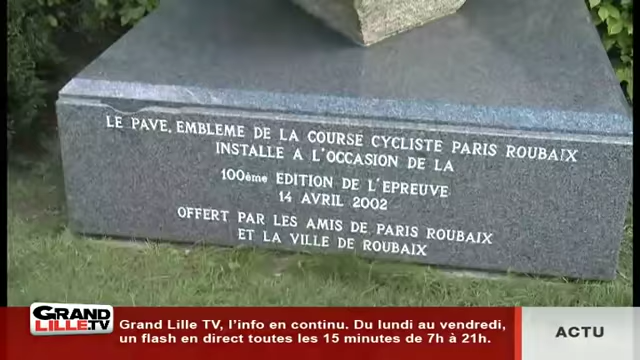 LE PAVE, EMBLEME DE LA COURSE CYCLISTE PARIS ROUBAIX
INSTALLE A L'OCCASION DE LA
100ème EDITION DE L'EPREUVE
14 AVRIL 2002
OFFERT PAR LES AMIS DE PARIS ROUBAIX
ET LA VILLE DE ROUBAIX
GRAND
LILLE.TV
Grand Lille TV, l'info en continu. Du lundi au vendredi,
un flash en direct toutes les 15 minutes de 7h à 21h.
ACTU